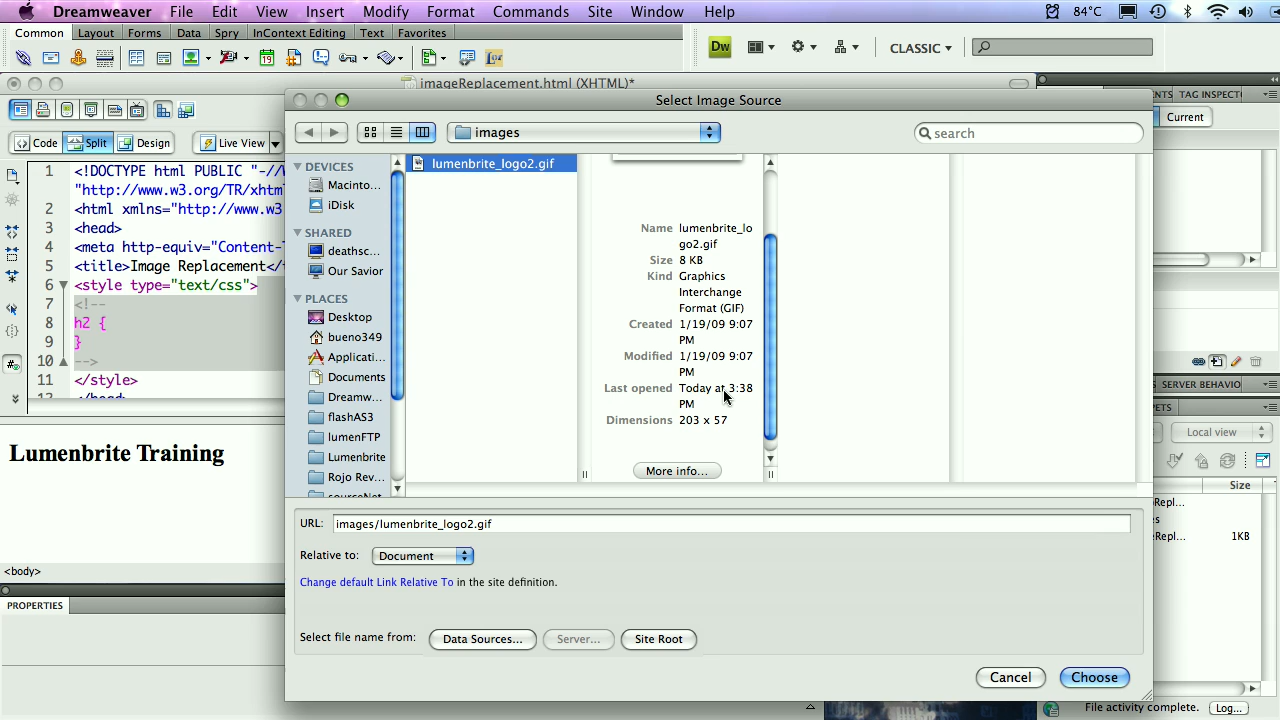 Dreamweaver File Edit View Insert Modify Format Commands Site Window Help 84°C
Common Layout Forms Data Spry InContext Editing Text Favorites
Dw CLASSIC
imageReplacement.html (XHTML)*
Select Image Source
TAG INSPECT
Code Split Design Live View
Current
images
search
1 <!DOCTYPE html PUBLIC "-//W
"http://www.w3.org/TR/xhtm
2 <html xmlns="http://www.w3
3 <head>
4 <meta http-equiv="Content-T
5 <title>Image Replacement</
6 <style type="text/css">
7 <!--
8 h2 {
9 }
10 -->
11 </style>
12 </head>
Lumenbrite Training
<body>
PROPERTIES
DEVICES
Macinto...
iDisk
SHARED
deathsc...
Our Savior
PLACES
Desktop
bueno349
Applicati...
Documents
Dreamw...
flashAS3
lumenFTP
Lumenbrite
Rojo Rev...
lumenbrite_logo2.gif
Name lumenbrite_lo
go2.gif
Size 8 KB
Kind Graphics
Interchange
Format (GIF)
Created 1/19/09 9:07
PM
Modified 1/19/09 9:07
PM
Last opened Today at 3:38
PM
Dimensions 203 x 57
More info...
URL: images/lumenbrite_logo2.gif
Relative to: Document
Change default Link Relative To in the site definition.
Select file name from: Data Sources... Server... Site Root
Cancel Choose
SERVER BEHAVIO
Local view
Size
Repl...
1KB
File activity complete. Log...